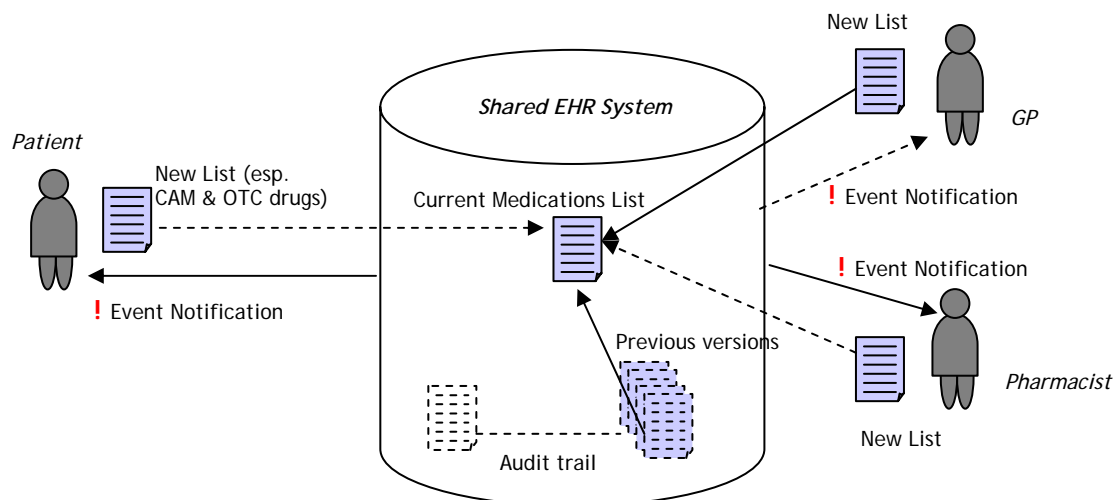 New List
Shared EHR System
GP
Patient
New List (esp.
CAM & OTC drugs)
Current Medications List
! Event Notification
! Event Notification
! Event Notification
Previous versions
Pharmacist
New List
Audit trail